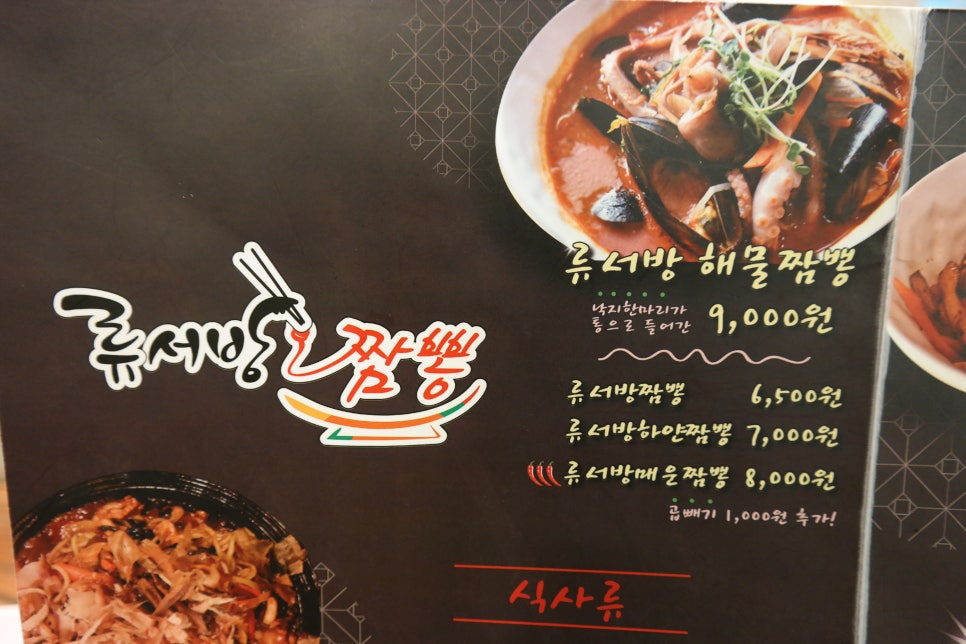 류서방 짬뽕
류서방 해물짬뽕
낙지한마리가
통으로 들어간
9,000원
류서방짬뽕 6,500원
류서방하얀짬뽕 7,000원
류서방매운짬뽕 8,000원
곱빼기 1,000원 추가!
식사류